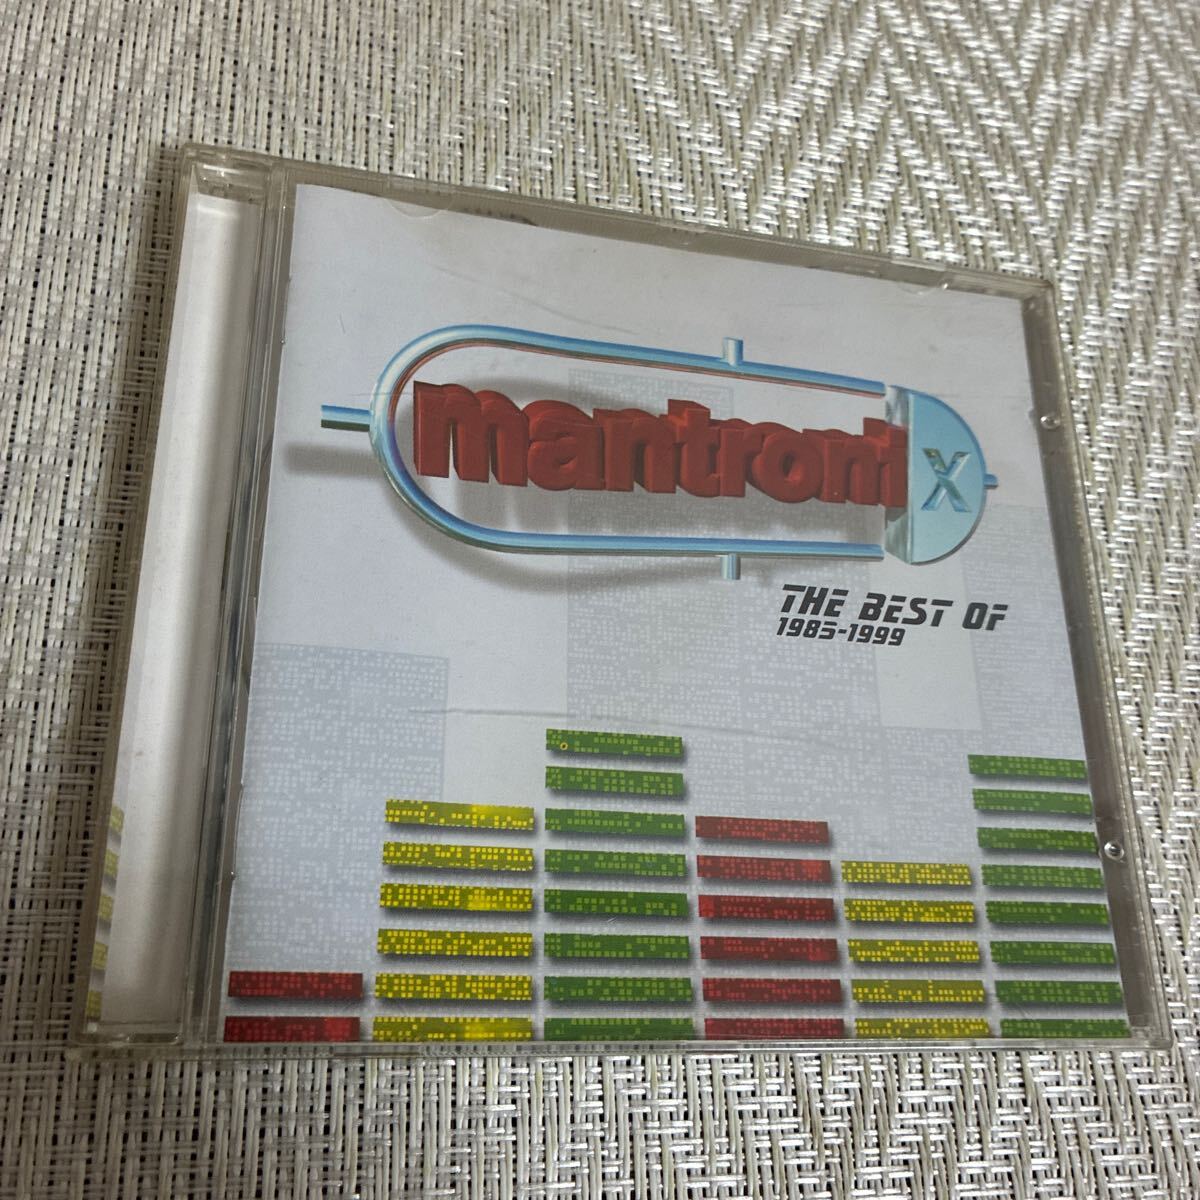 mantronix
THE BEST OF
1985-1999